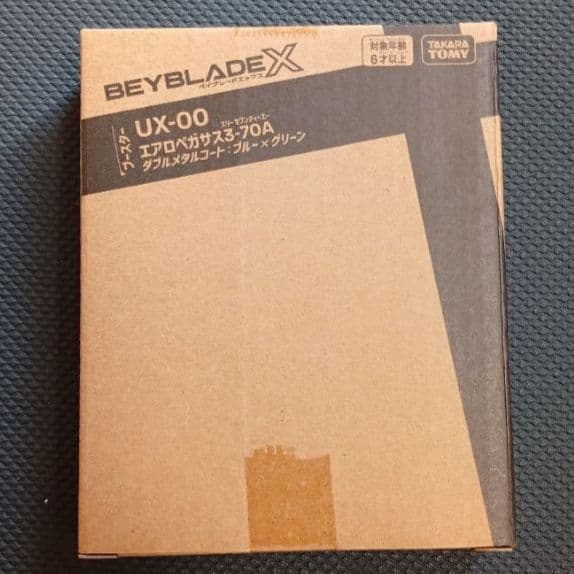 BEYBLADE X
ベイブレードエックス
対象年齢
6才以上
TAKARA
TOMY
ブースター
UX-00
スリーセブンティーエー
エアロペガサス3-70A
ダブルメタルコート:ブルー×グリーン